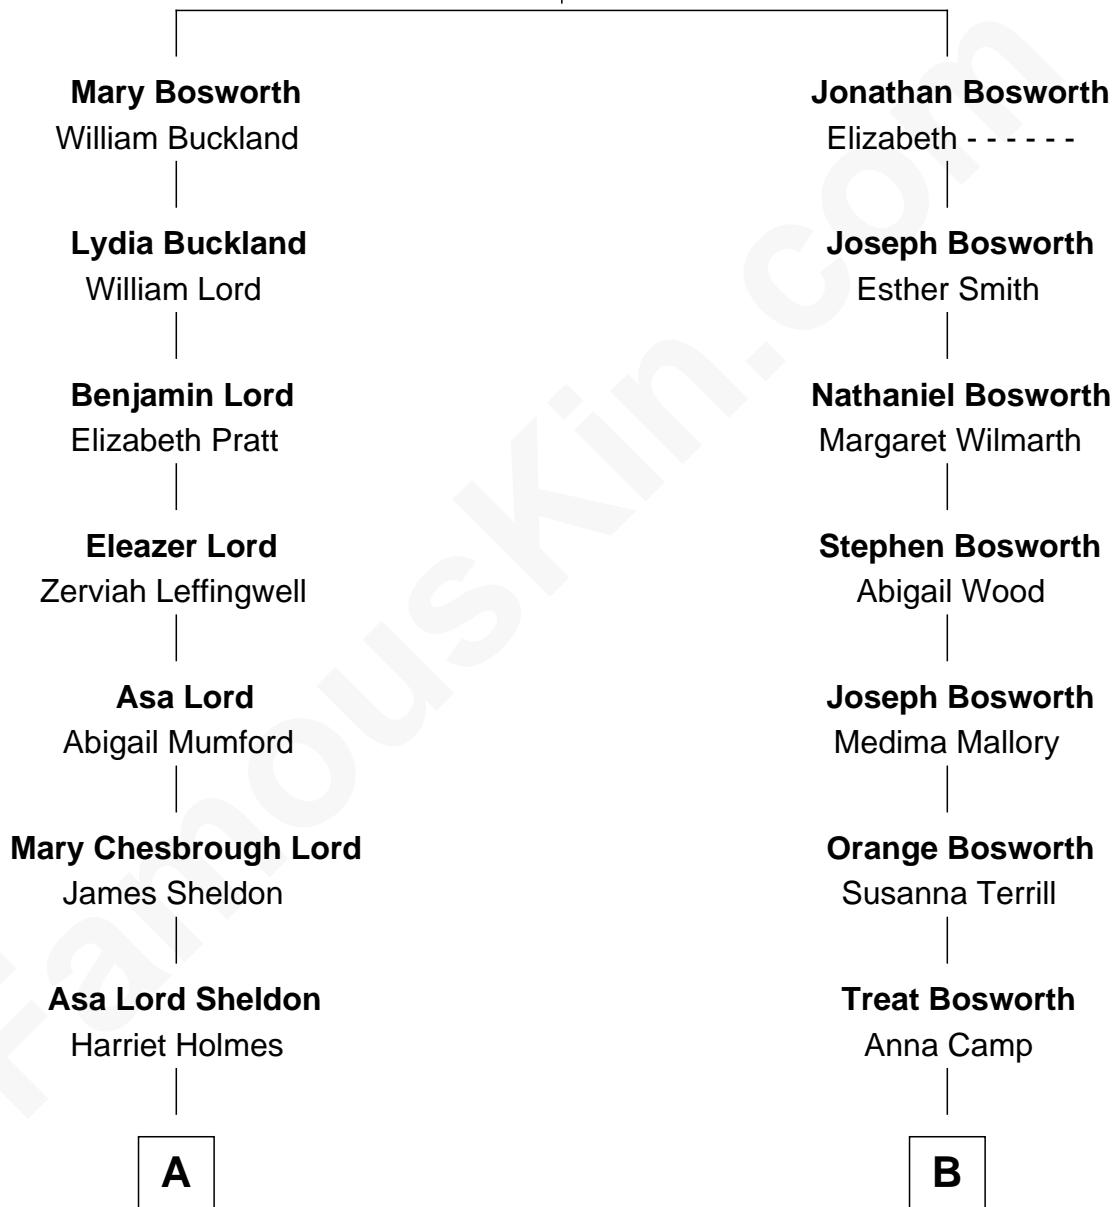 Mary Bosworth
William Buckland
Lydia Buckland
William Lord
Benjamin Lord
Elizabeth Pratt
Eleazer Lord
Zerviah Leffingwell
Asa Lord
Abigail Mumford
Mary Chesbrough Lord
James Sheldon
Asa Lord Sheldon
Harriet Holmes
A
Jonathan Bosworth
Elizabeth - - - - - -
Joseph Bosworth
Esther Smith
Nathaniel Bosworth
Margaret Wilmarth
Stephen Bosworth
Abigail Wood
Joseph Bosworth
Medima Mallory
Orange Bosworth
Susanna Terrill
Treat Bosworth
Anna Camp
B
FamousKin.com